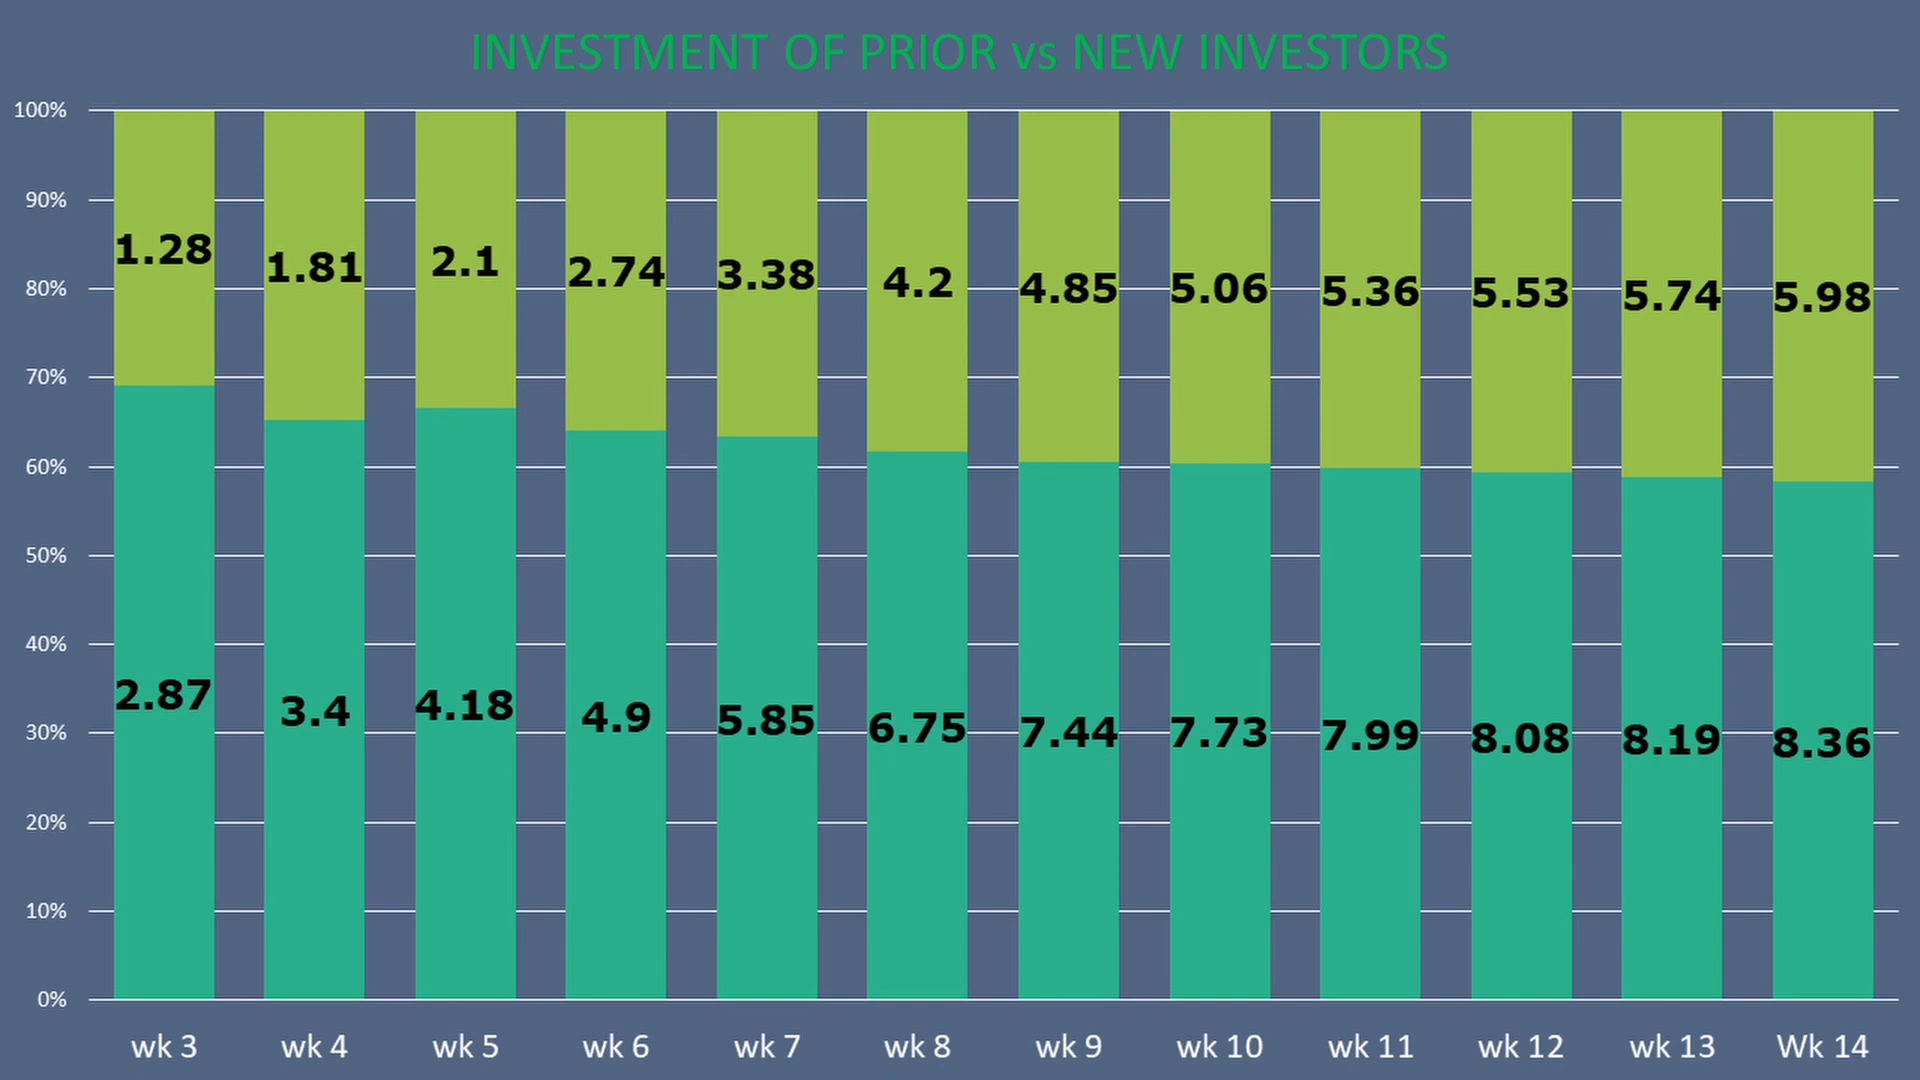 INVESTMENT OF PRIOR vs NEW INVESTORS
100%
90%
80%
70%
60%
50%
40%
30%
20%
10%
0%
1.28 1.81 2.1 2.74 3.38 4.2 4.85 5.06 5.36 5.53 5.74 5.98
2.87 3.4 4.18 4.9 5.85 6.75 7.44 7.73 7.99 8.08 8.19 8.36
wk 3 wk 4 wk 5 wk 6 wk 7 wk 8 wk 9 wk 10 wk 11 wk 12 wk 13 Wk 14